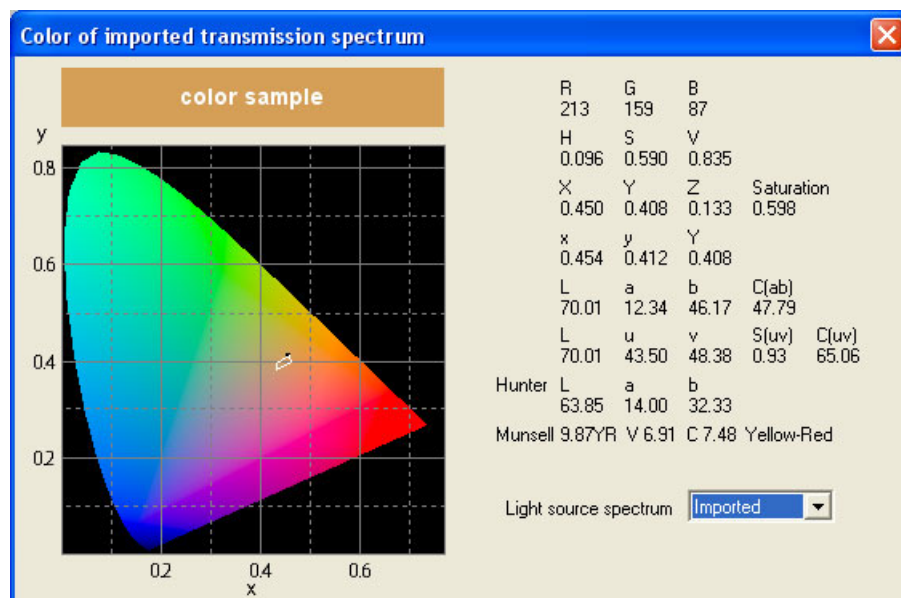 Color of imported transmission spectrum
color sample
y
0.8
0.6
0.4
0.2
0.2 0.4 0.6
x
R G B
213 159 87
H S V
0.096 0.590 0.835
X Y Z Saturation
0.450 0.408 0.133 0.598
x y Y
0.454 0.412 0.408
L a b C(ab)
70.01 12.34 46.17 47.79
L u v S(uv) C(uv)
70.01 43.50 48.38 0.93 65.06
Hunter L a b
63.85 14.00 32.33
Munsell 9.87YR V 6.91 C 7.48 Yellow-Red
Light source spectrum Imported